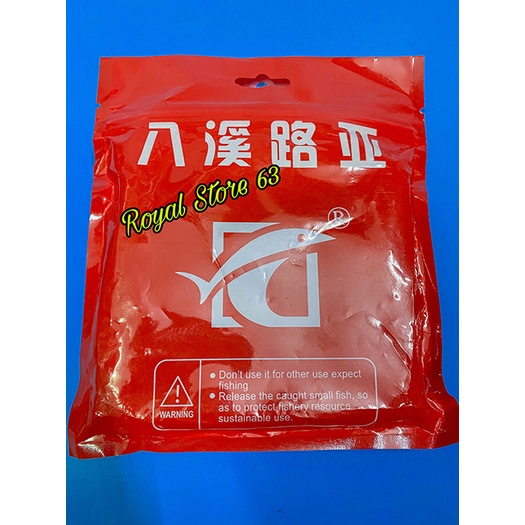 入溪路亚
Royal Store 63
®
• Don't use it for other use expect
fishing
• Release the caught small fish, so
as to protect fishery resource
sustainable use.
WARNING